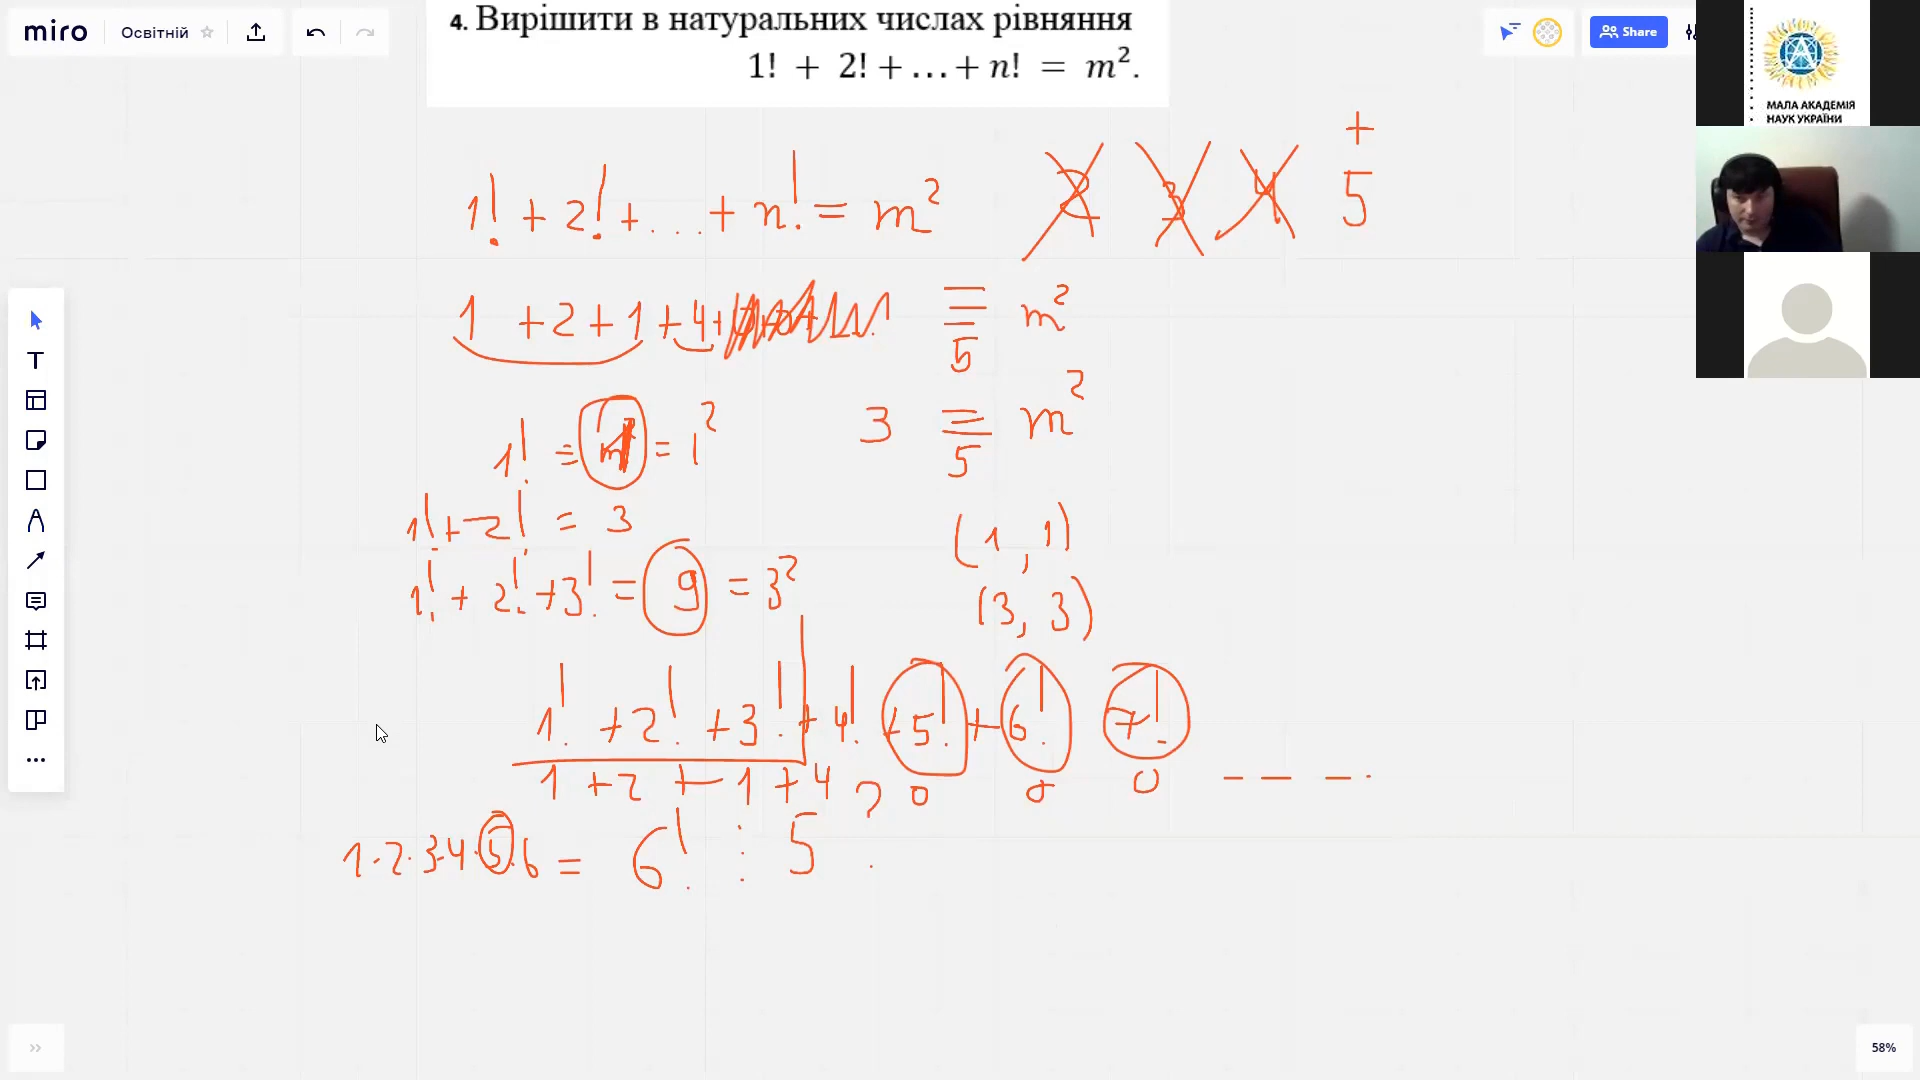 miro
Освітній
4. Вирішити в натуральних числах рівняння
1! + 2! + … + n! = m².
Share
МАЛА АКАДЕМІЯ
НАУК УКРАЇНИ
+
2 3 4 5
1! + 2! + ... + n! = m²
1 + 2 + 1 + 4 + ≡ m²
5
3 ≡ m²
5
1! = = 1²
1! + 2! = 3
(1, 1)
1! + 2! + 3! = 9 = 3²
(3, 3)
1! + 2! + 3! + 4! + 5! + 6! 7!
1 + 2 + 1 + 4 0 0 0 – – – ·
1·2·3·4·5·6 = 6! ⋮ 5 ?
58%